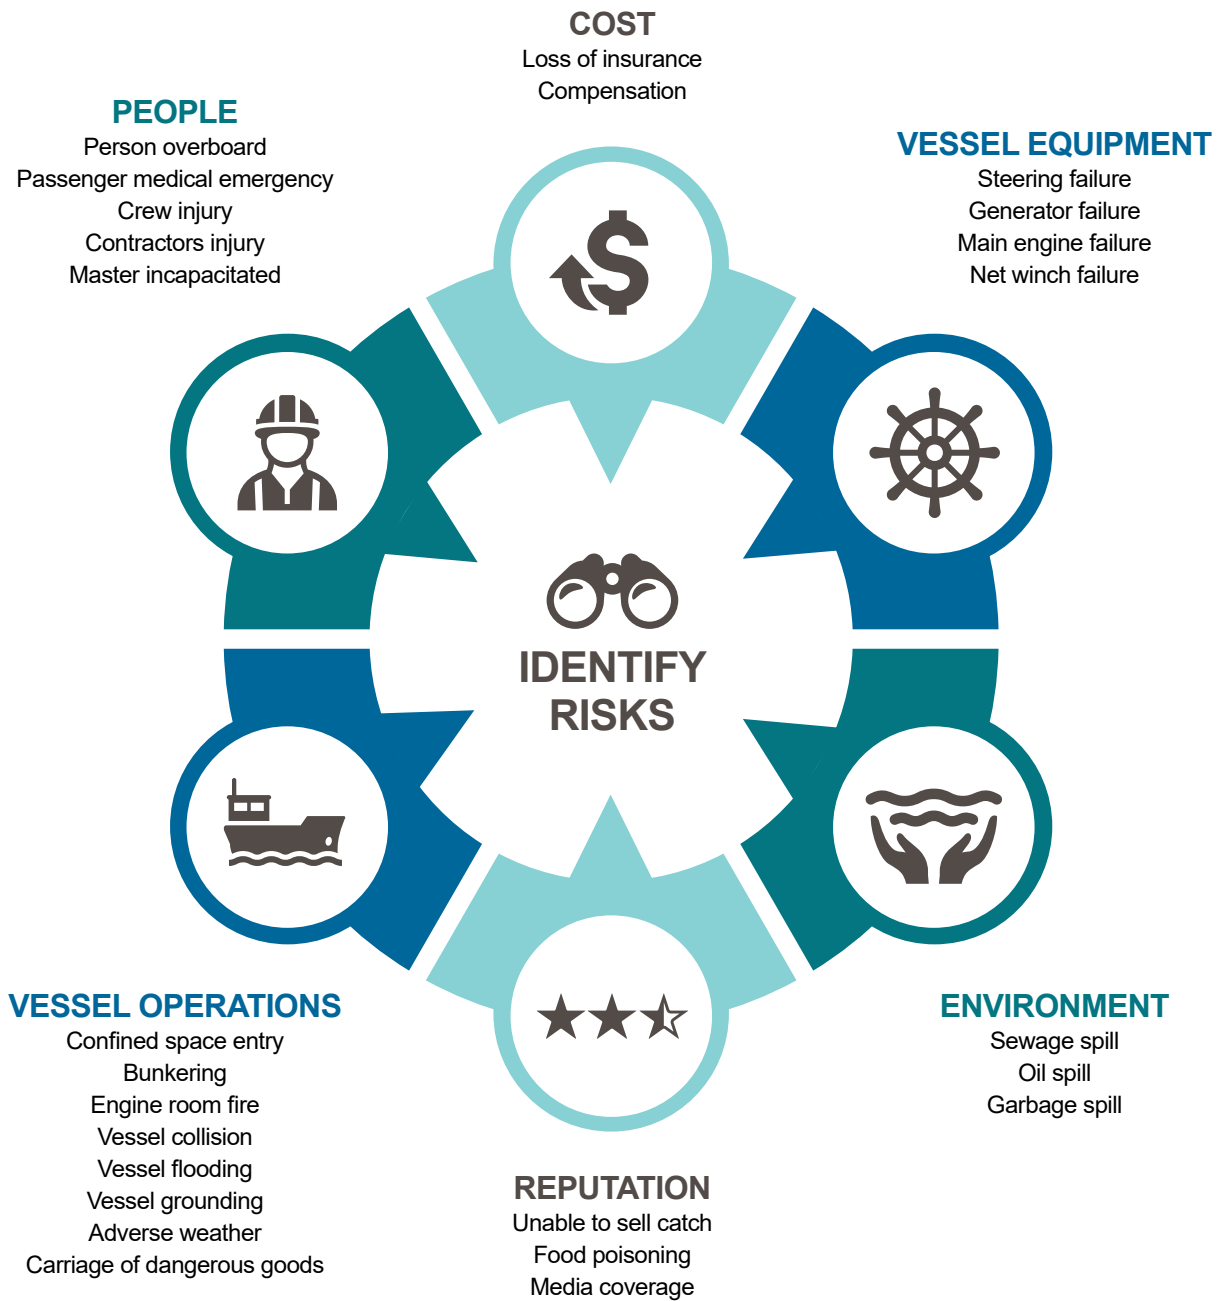 COST
Loss of insurance
Compensation
PEOPLE
Person overboard
Passenger medical emergency
Crew injury
Contractors injury
Master incapacitated
VESSEL EQUIPMENT
Steering failure
Generator failure
Main engine failure
Net winch failure
IDENTIFY
RISKS
VESSEL OPERATIONS
Confined space entry
Bunkering
Engine room fire
Vessel collision
Vessel flooding
Vessel grounding
Adverse weather
Carriage of dangerous goods
ENVIRONMENT
Sewage spill
Oil spill
Garbage spill
REPUTATION
Unable to sell catch
Food poisoning
Media coverage